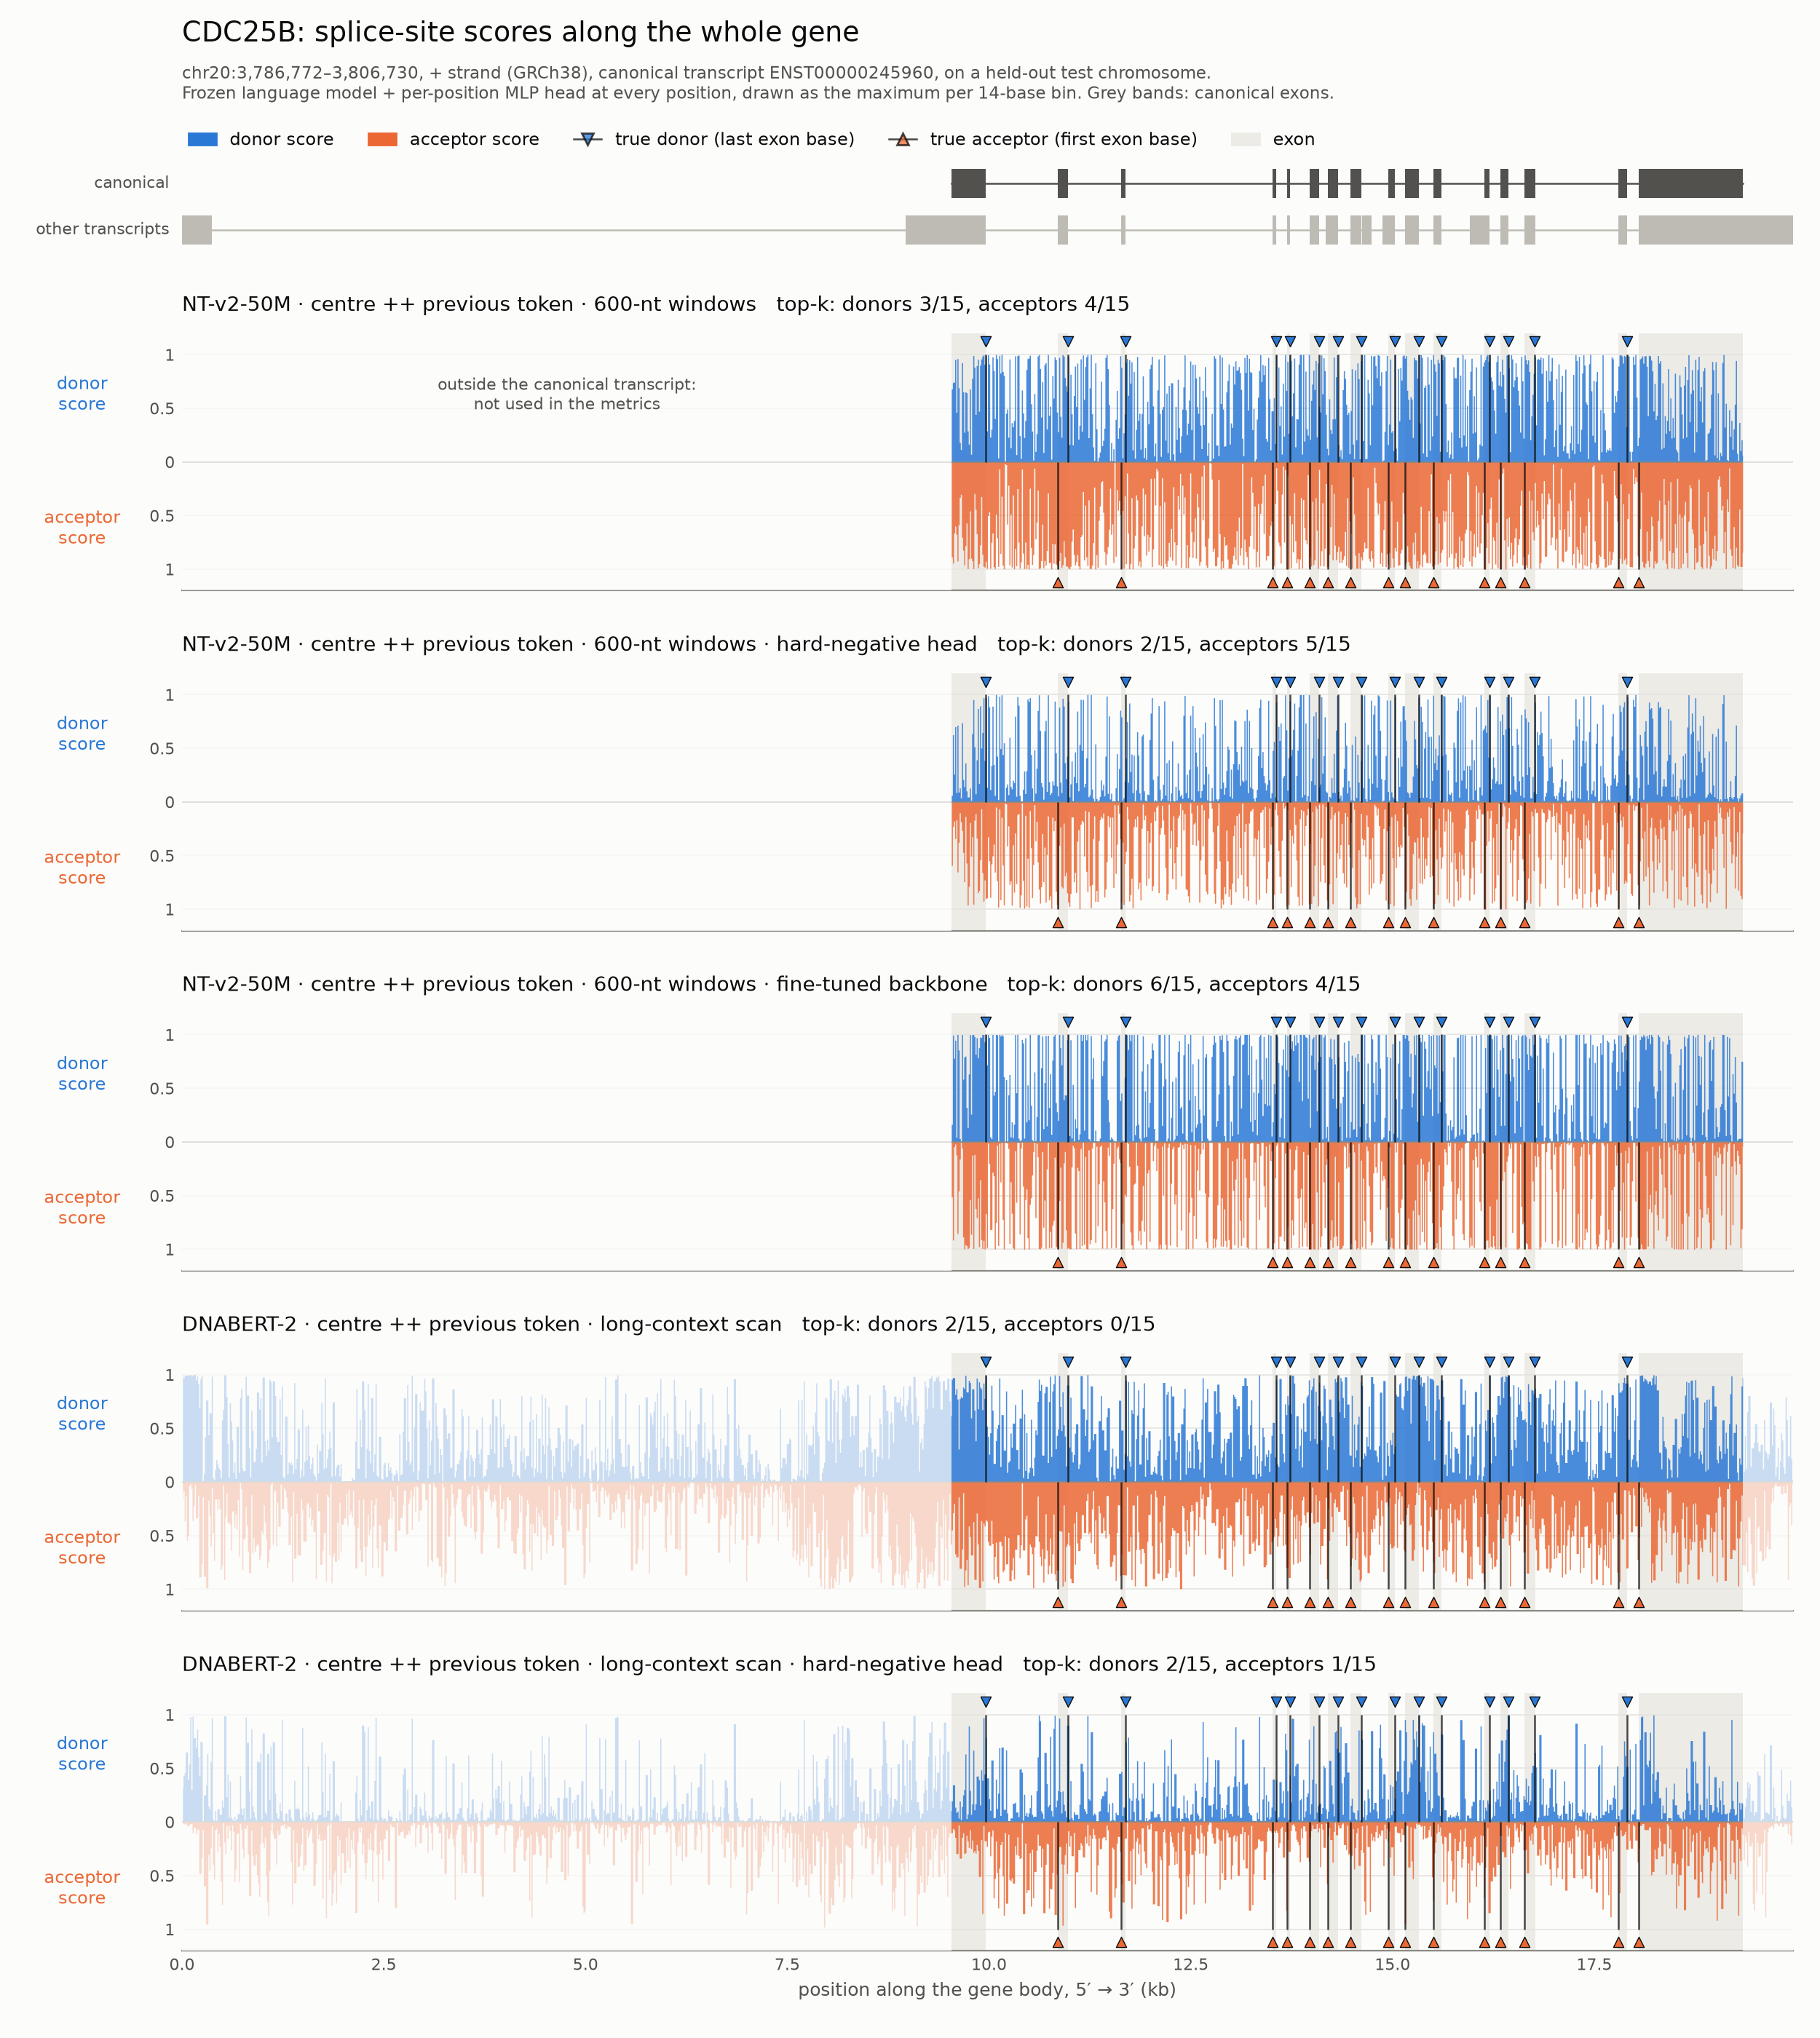 CDC25B: splice-site scores along the whole gene
chr20:3,786,772–3,806,730, + strand (GRCh38), canonical transcript ENST00000245960, on a held-out test chromosome.
Frozen language model + per-position MLP head at every position, drawn as the maximum per 14-base bin. Grey bands: canonical exons.
donor score
acceptor score
true donor (last exon base)
true acceptor (first exon base)
exon
canonical
other transcripts
NT-v2-50M · centre ++ previous token · 600-nt windows   top-k: donors 3/15, acceptors 4/15
1
donor
score
0.5
outside the canonical transcript:
not used in the metrics
0
0.5
acceptor
score
1
NT-v2-50M · centre ++ previous token · 600-nt windows · hard-negative head   top-k: donors 2/15, acceptors 5/15
1
donor
score
0.5
0
0.5
acceptor
score
1
NT-v2-50M · centre ++ previous token · 600-nt windows · fine-tuned backbone   top-k: donors 6/15, acceptors 4/15
1
donor
score
0.5
0
0.5
acceptor
score
1
DNABERT-2 · centre ++ previous token · long-context scan   top-k: donors 2/15, acceptors 0/15
1
donor
score
0.5
0
0.5
acceptor
score
1
DNABERT-2 · centre ++ previous token · long-context scan · hard-negative head   top-k: donors 2/15, acceptors 1/15
1
donor
score
0.5
0
0.5
acceptor
score
1
0.0 2.5 5.0 7.5 10.0 12.5 15.0 17.5
position along the gene body, 5′ → 3′ (kb)